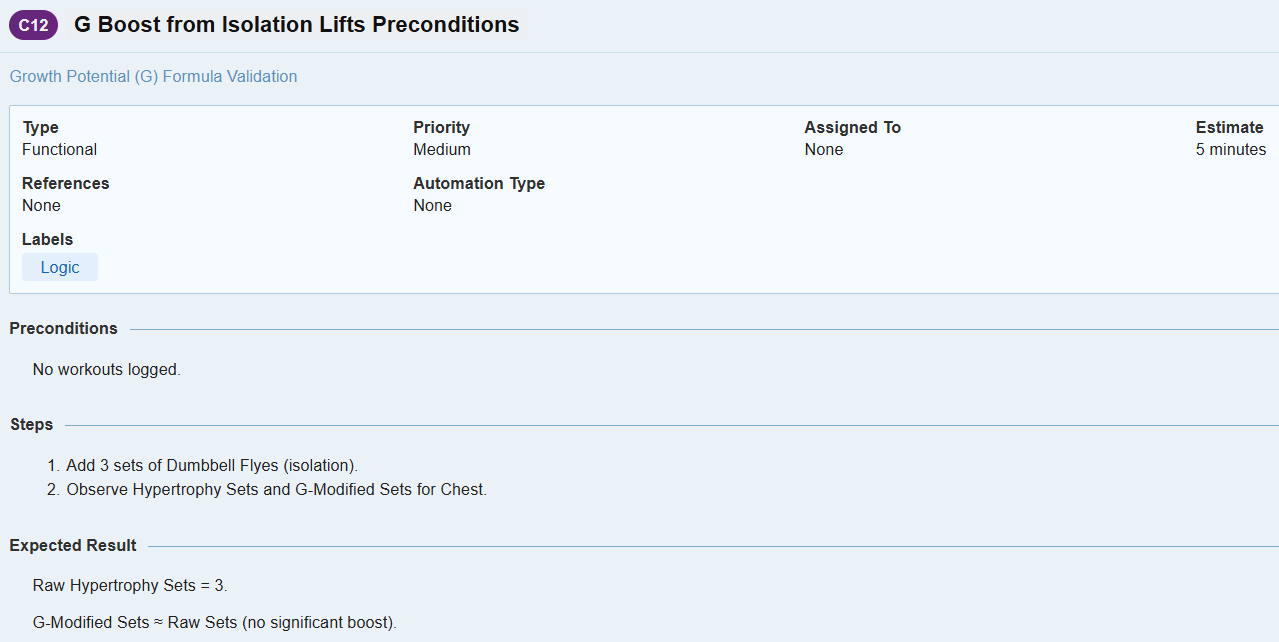 C12 G Boost from Isolation Lifts Preconditions
Growth Potential (G) Formula Validation
Type Priority Assigned To Estimate
Functional Medium None 5 minutes
References Automation Type
None None
Labels
Logic
Preconditions
No workouts logged.
Steps
1. Add 3 sets of Dumbbell Flyes (isolation).
2. Observe Hypertrophy Sets and G-Modified Sets for Chest.
Expected Result
Raw Hypertrophy Sets = 3.
G-Modified Sets ≈ Raw Sets (no significant boost).